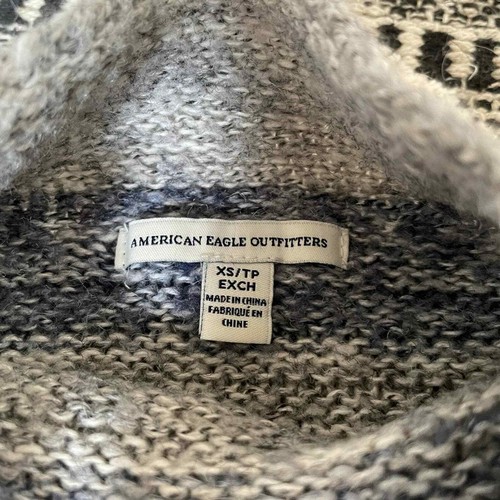 AMERICAN EAGLE OUTFITTERS
XS/TP
EXCH
MADE IN CHINA
FABRIQUÉ EN
CHINE